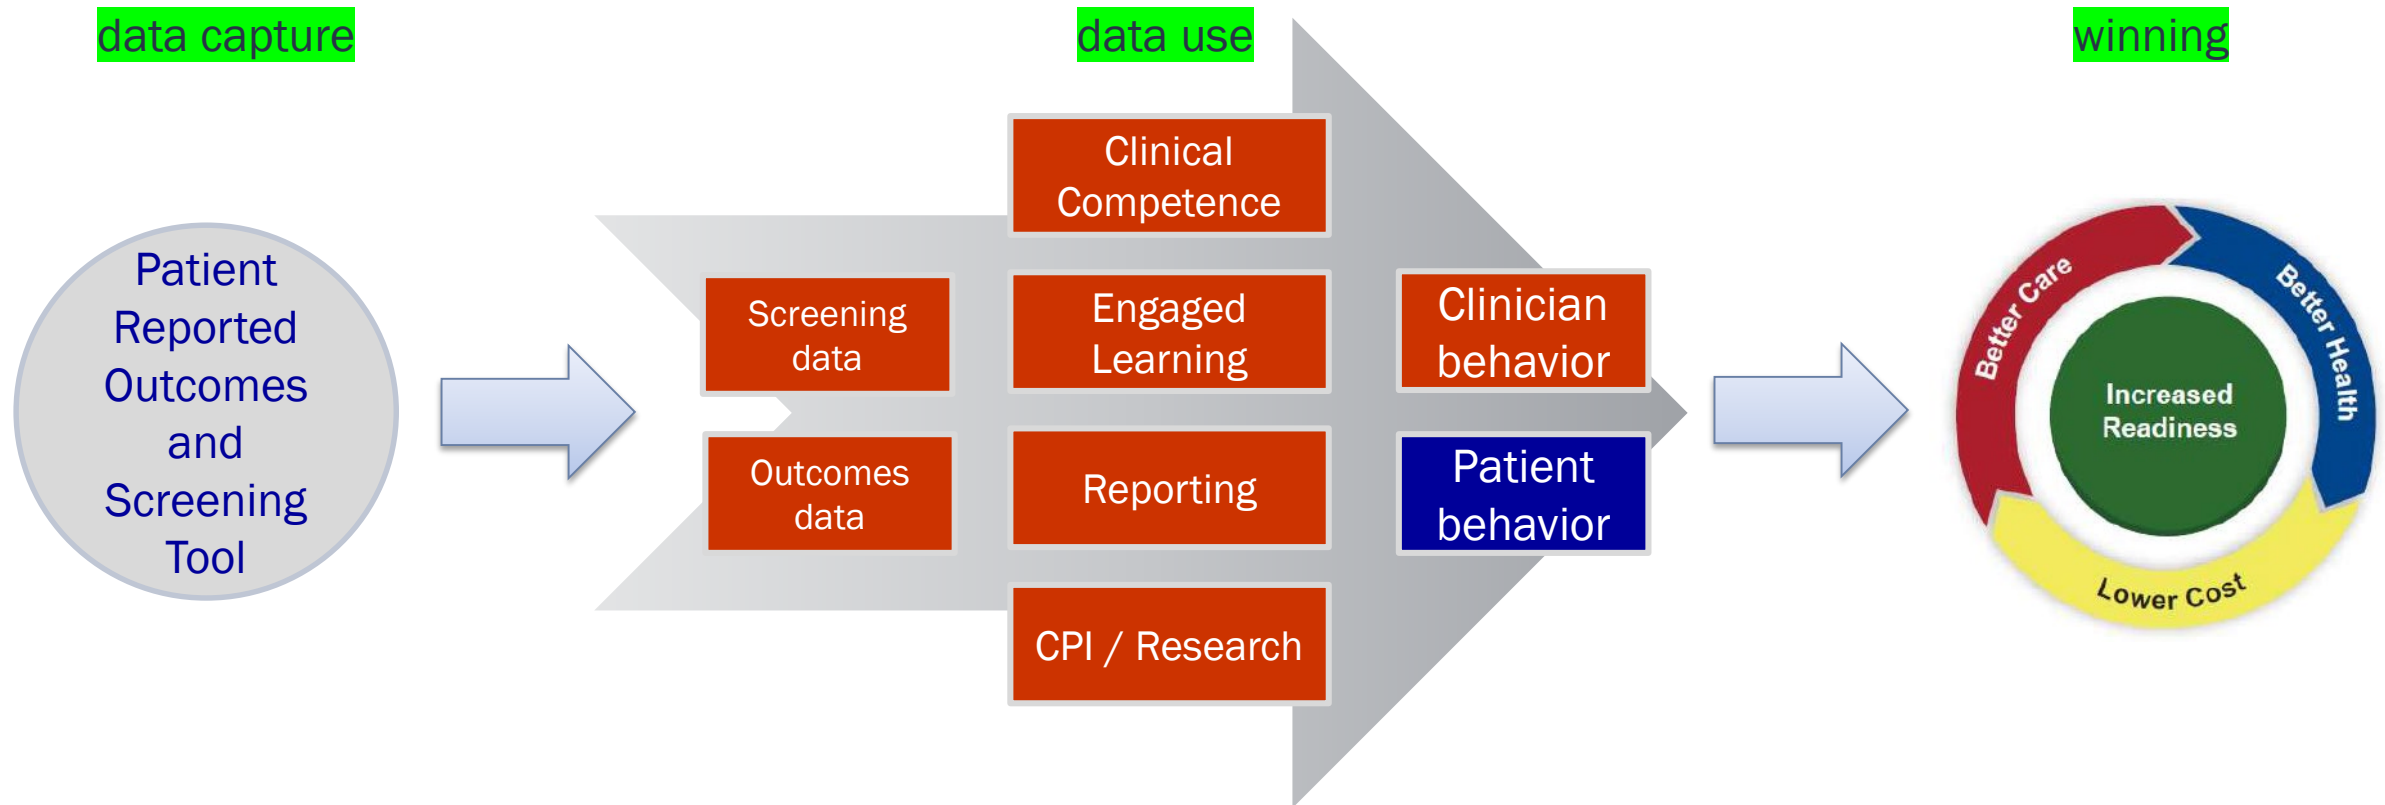 data capture
data use
winning
Patient
Reported
Outcomes
and
Screening
Tool
Screening
data
Outcomes
data
Clinical
Competence
Engaged
Learning
Reporting
CPI / Research
Clinician
behavior
Patient
behavior
Better Care
Better Health
Lower Cost
Increased
Readiness